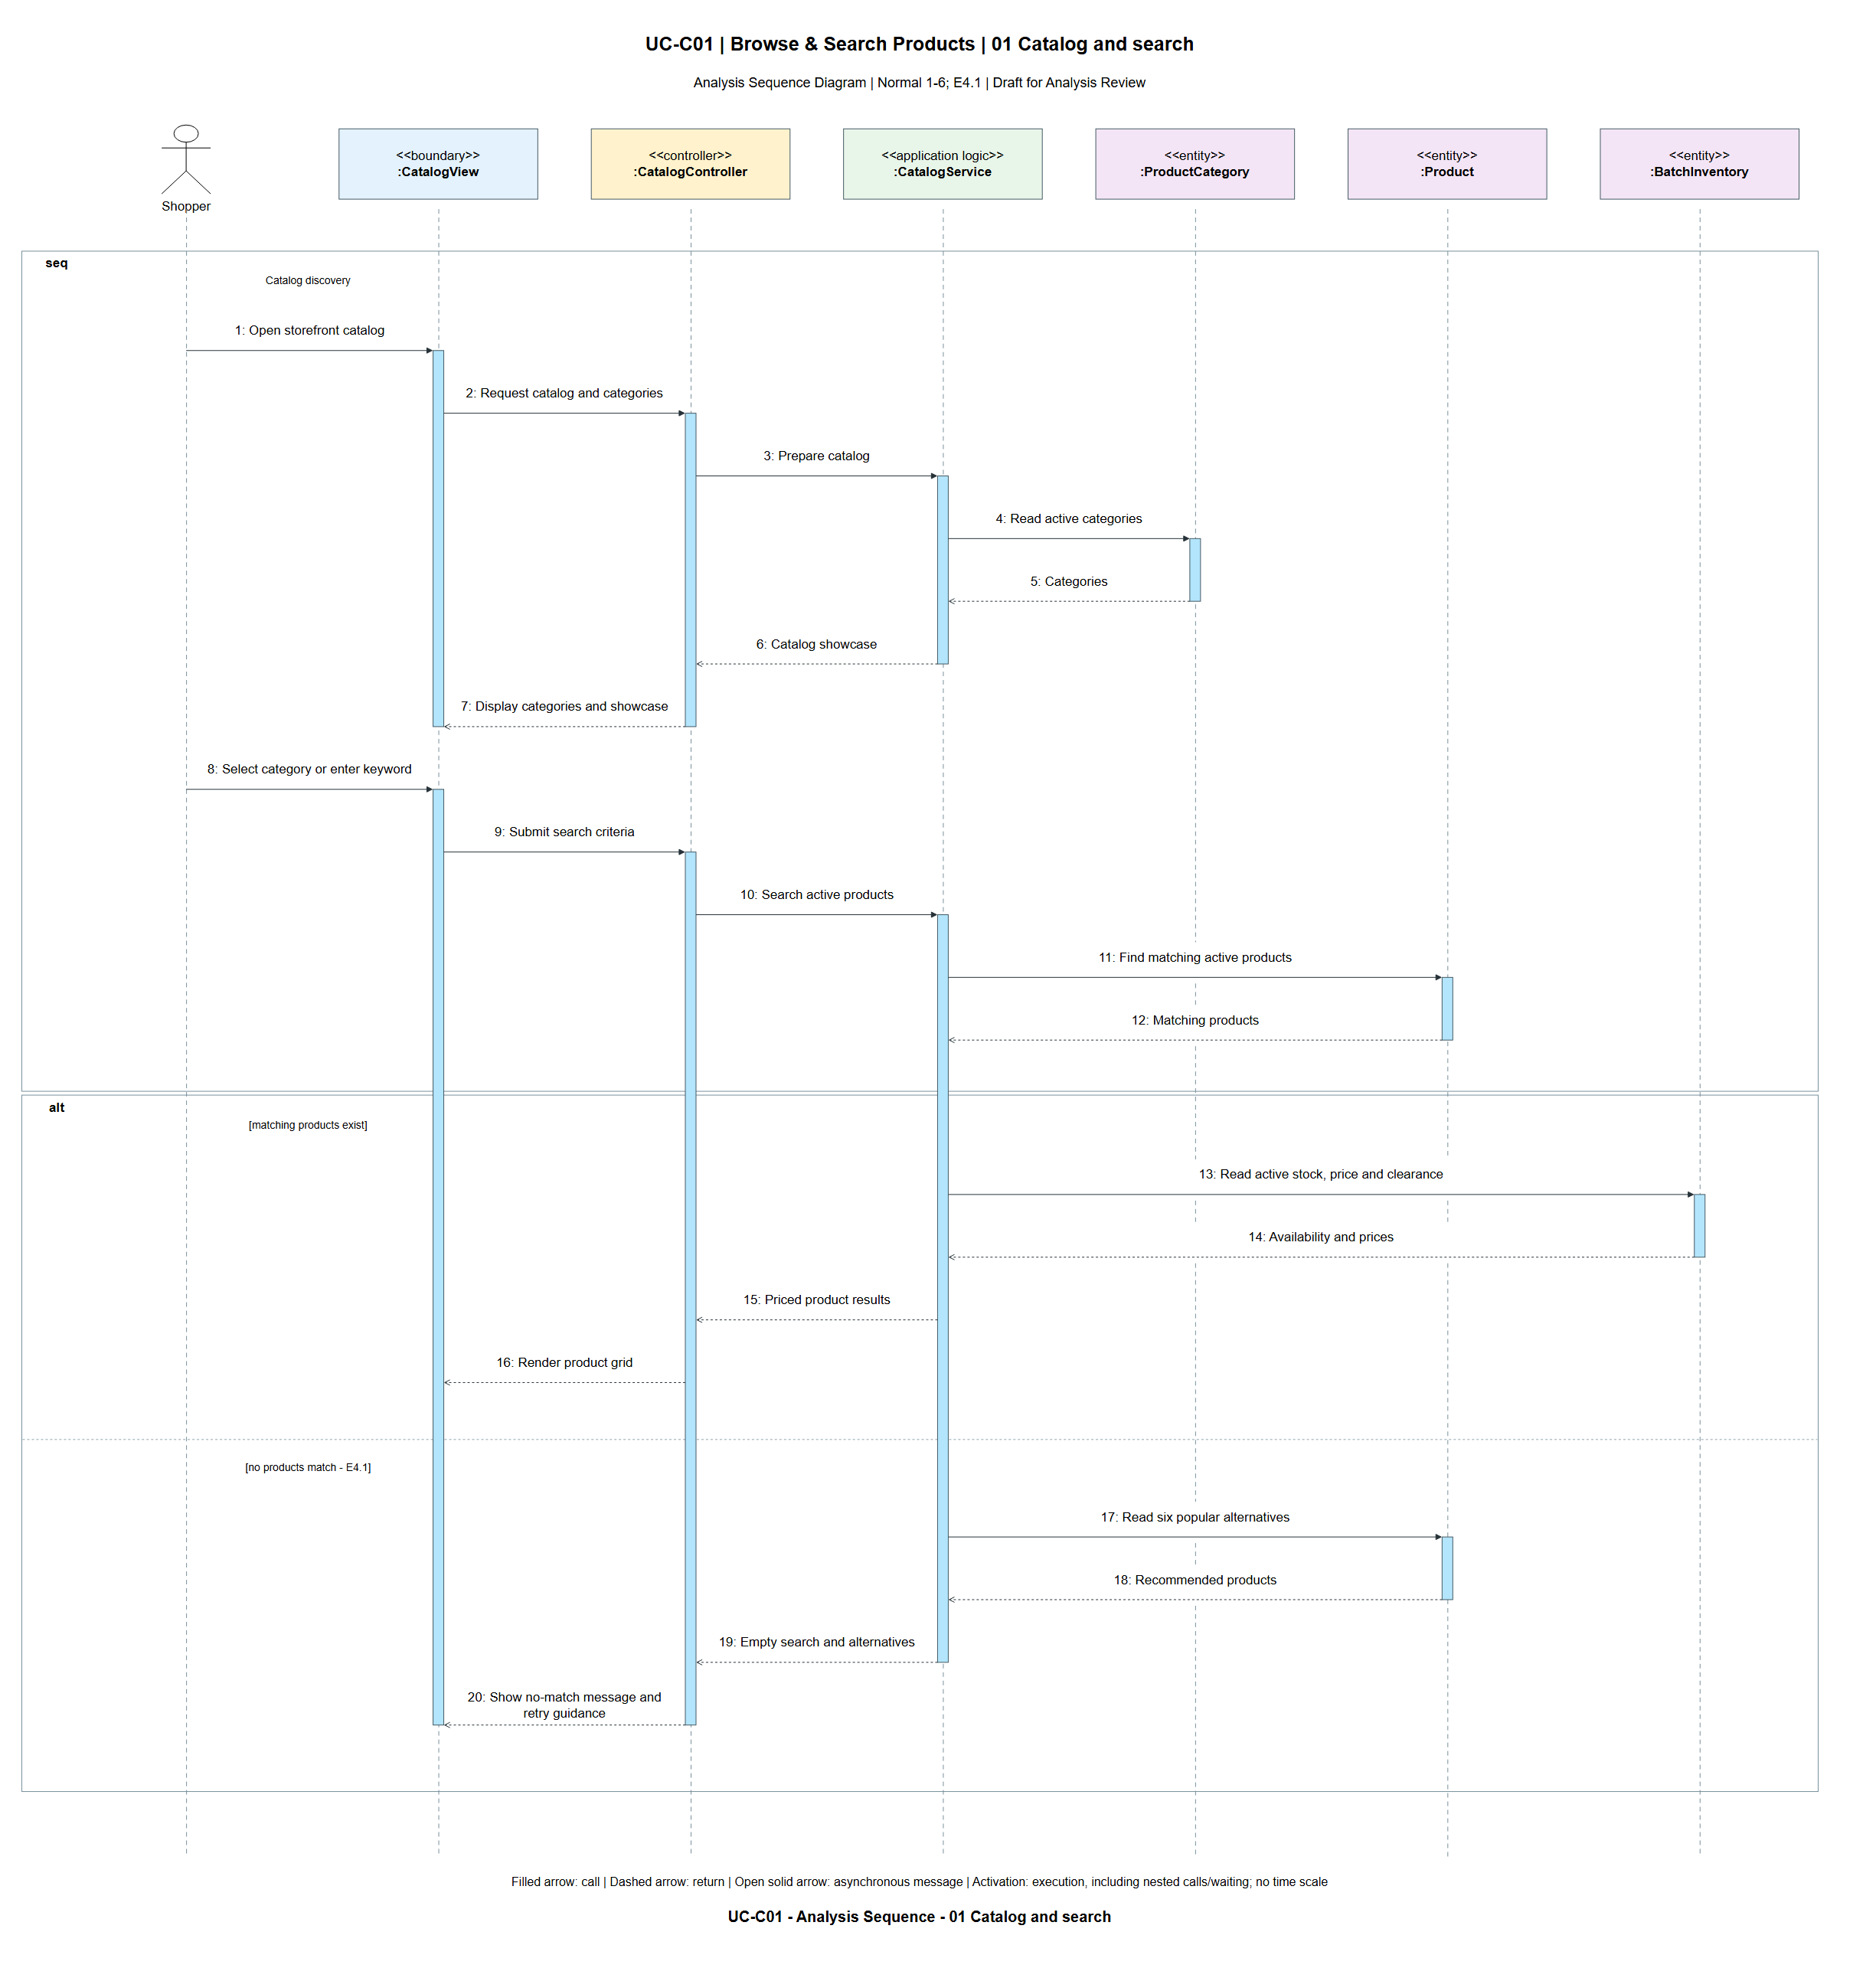 UC-C01 | Browse & Search Products | 01 Catalog and search
Analysis Sequence Diagram | Normal 1-6; E4.1 | Draft for Analysis Review
Shopper
<<boundary>>
:CatalogView
<<controller>>
:CatalogController
<<application logic>>
:CatalogService
<<entity>>
:ProductCategory
<<entity>>
:Product
<<entity>>
:BatchInventory
seq
Catalog discovery
1: Open storefront catalog
2: Request catalog and categories
3: Prepare catalog
4: Read active categories
5: Categories
6: Catalog showcase
7: Display categories and showcase
8: Select category or enter keyword
9: Submit search criteria
10: Search active products
11: Find matching active products
12: Matching products
alt
[matching products exist]
13: Read active stock, price and clearance
14: Availability and prices
15: Priced product results
16: Render product grid
[no products match - E4.1]
17: Read six popular alternatives
18: Recommended products
19: Empty search and alternatives
20: Show no-match message and
retry guidance
Filled arrow: call | Dashed arrow: return | Open solid arrow: asynchronous message | Activation: execution, including nested calls/waiting; no time scale
UC-C01 - Analysis Sequence - 01 Catalog and search